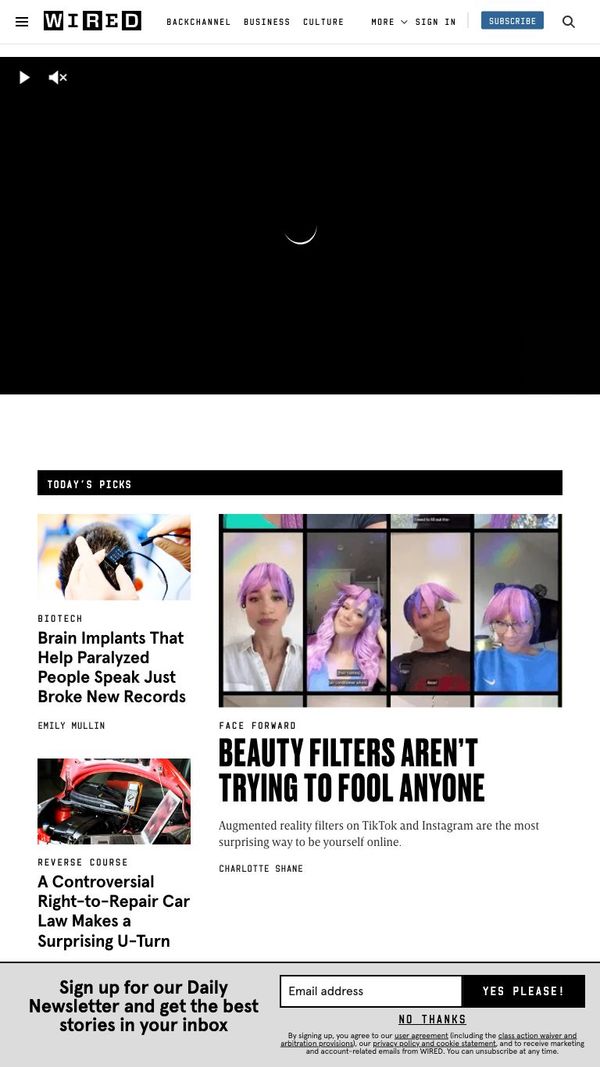 WIRED
BACKCHANNEL BUSINESS CULTURE MORE SIGN IN SUBSCRIBE
TODAY'S PICKS
BIOTECH
Brain Implants That
Help Paralyzed
People Speak Just
Broke New Records
EMILY MULLIN
REVERSE COURSE
A Controversial
Right-to-Repair Car
Law Makes a
Surprising U-Turn
FACE FORWARD
BEAUTY FILTERS AREN'T
TRYING TO FOOL ANYONE
Augmented reality filters on TikTok and Instagram are the most
surprising way to be yourself online.
CHARLOTTE SHANE
Sign up for our Daily
Newsletter and get the best
stories in your inbox
Email address
YES PLEASE!
NO THANKS
By signing up, you agree to our user agreement (including the class action waiver and
arbitration provisions), our privacy policy and cookie statement, and to receive marketing
and account-related emails from WIRED. You can unsubscribe at any time.